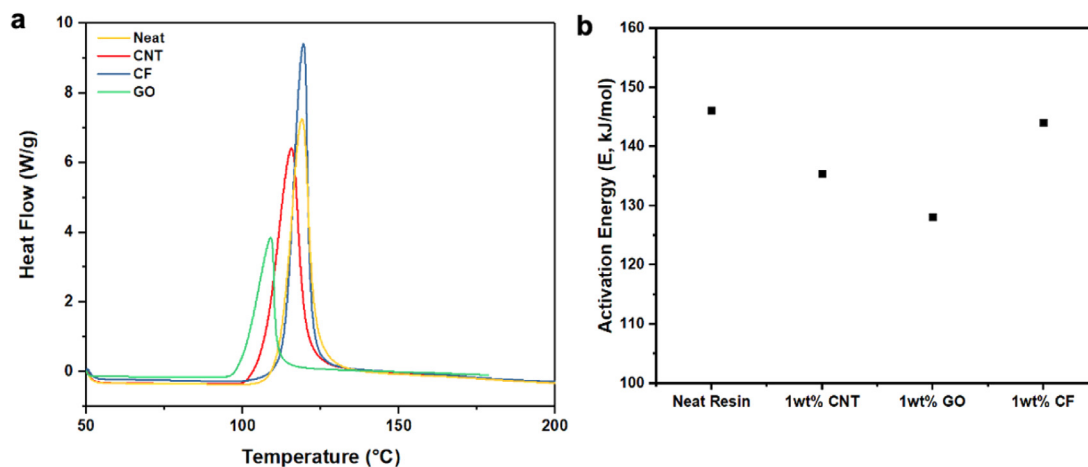 a
Neat
CNT
CF
GO
10
8
6
4
2
0
Heat Flow (W/g)
50
100
125
150
200
Temperature (°C)
b
160
150
140
130
120
110
100
Activation Energy (E, kJ/mol)
Neat Resin
1wt% CNT
1wt% GO
1wt% CF